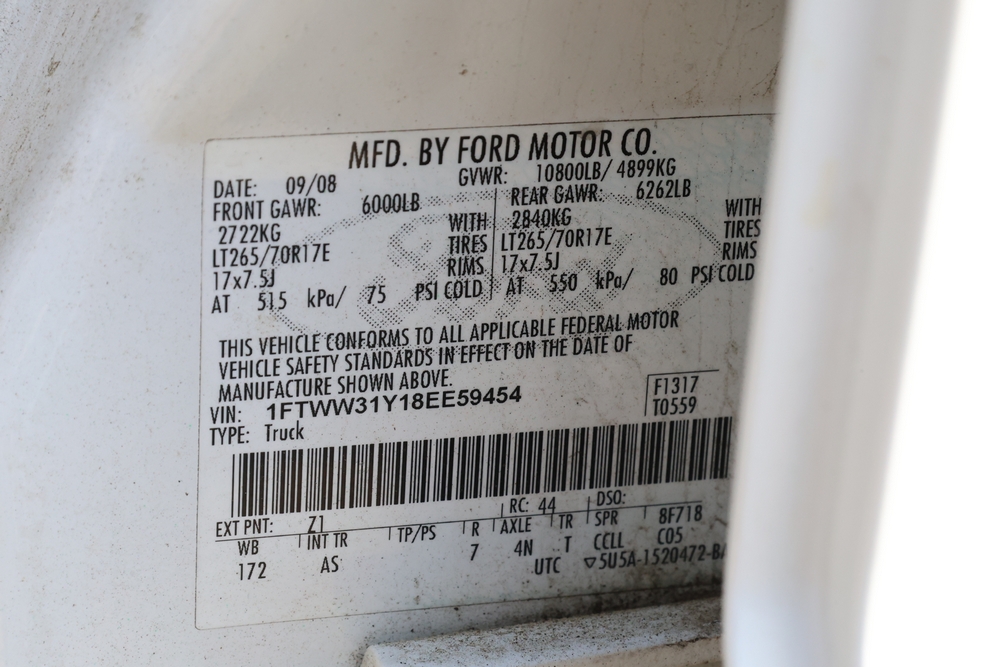 MFD. BY FORD MOTOR CO.
DATE: 09/08 GVWR: 10800LB/ 4899KG
FRONT GAWR: 6000LB REAR GAWR: 6262LB
2722KG WITH 2840KG WITH
LT265/70R17E TIRES LT265/70R17E TIRES
17x7.5J RIMS 17x7.5J RIMS
AT 515 kPa/ 75 PSI COLD AT 550 kPa/ 80 PSI COLD
THIS VEHICLE CONFORMS TO ALL APPLICABLE FEDERAL MOTOR
VEHICLE SAFETY STANDARDS IN EFFECT ON THE DATE OF
MANUFACTURE SHOWN ABOVE.
VIN: 1FTWW31Y18EE59454 F1317
TYPE: Truck T0559
EXT PNT: Z1 RC: 44 DSO:
WB INT TR TP/PS R AXLE TR SPR 8F718
172 AS 7 4N T CCLL C05
UTC ▽5U5A-1520472-BA